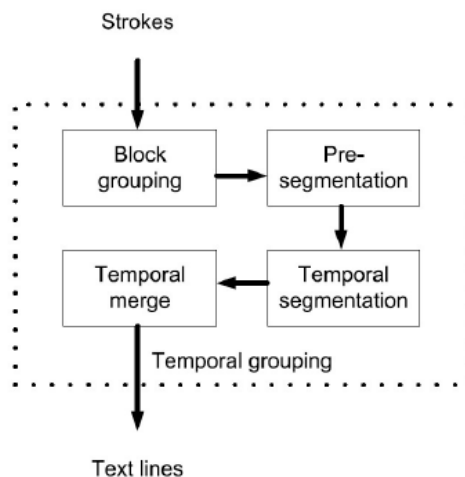 Strokes
Block
grouping
Pre-
segmentation
Temporal
merge
Temporal
segmentation
Temporal grouping
Text lines